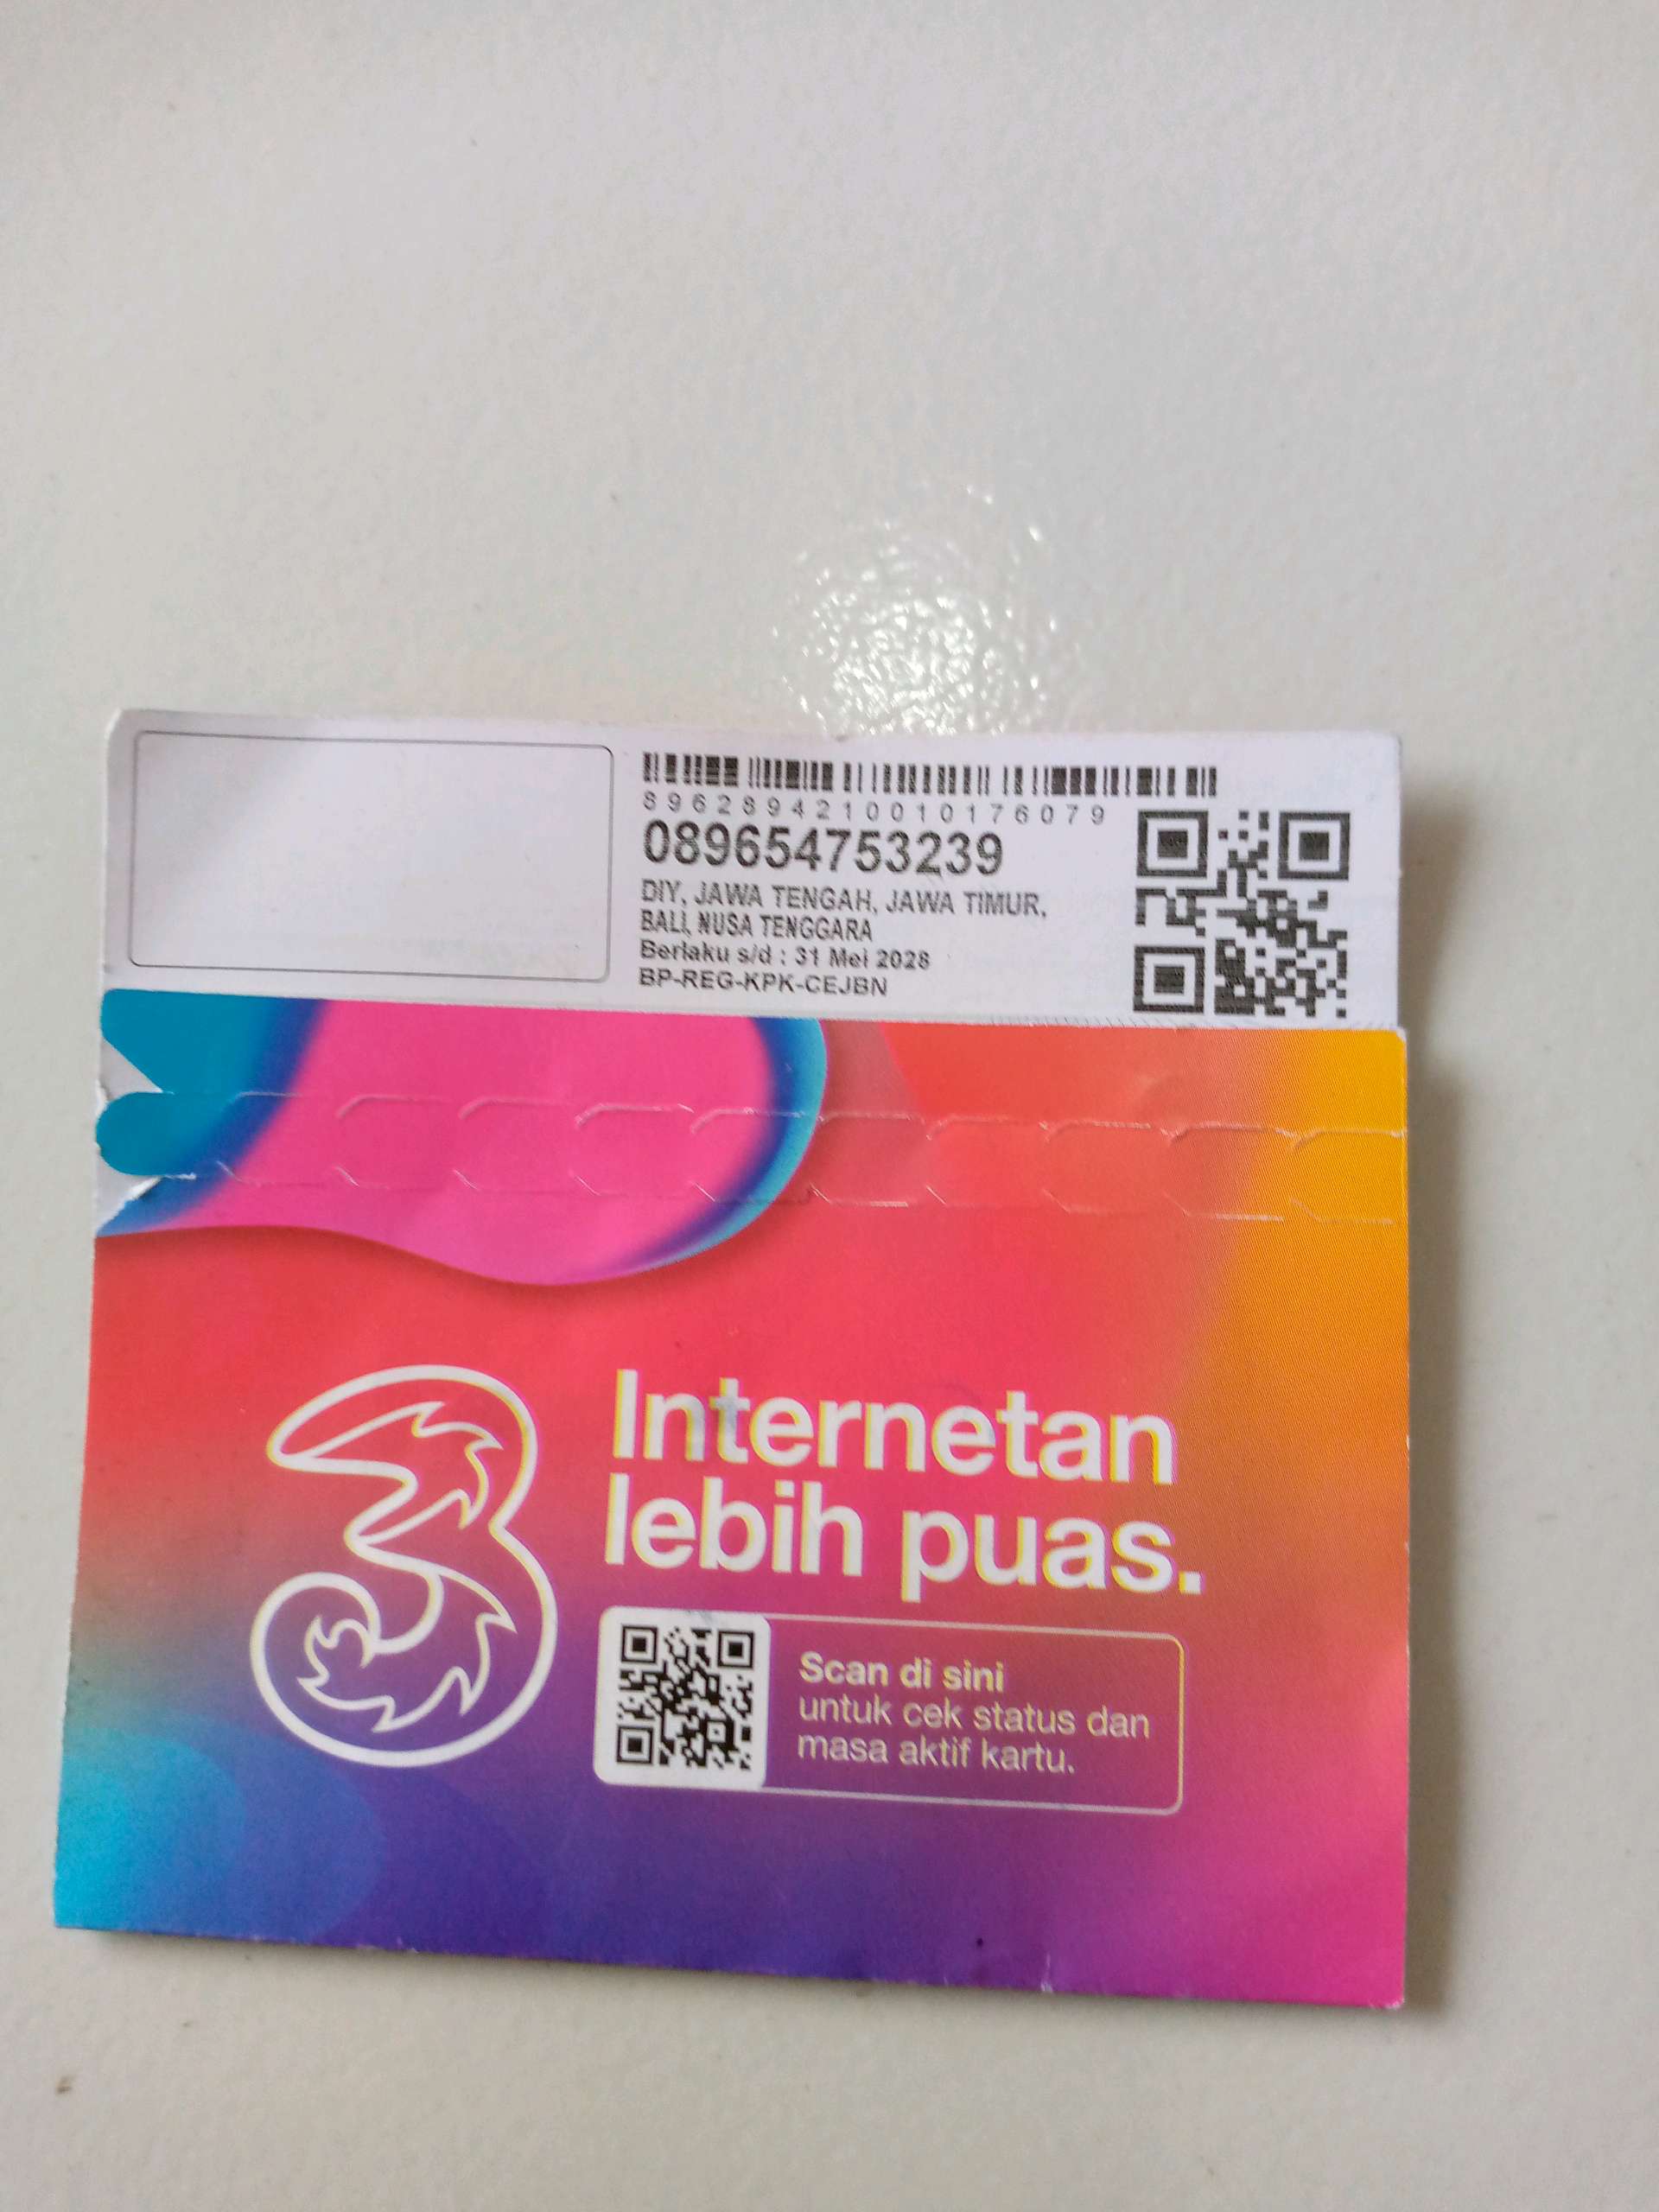 8962894210010176079
089654753239
DIY, JAWA TENGAH, JAWA TIMUR,
BALI, NUSA TENGGARA
Berlaku s/d : 31 Mei 2028
BP-REG-KPK-CEJBN
3
Internetan
lebih puas.
Scan di sini
untuk cek status dan
masa aktif kartu.